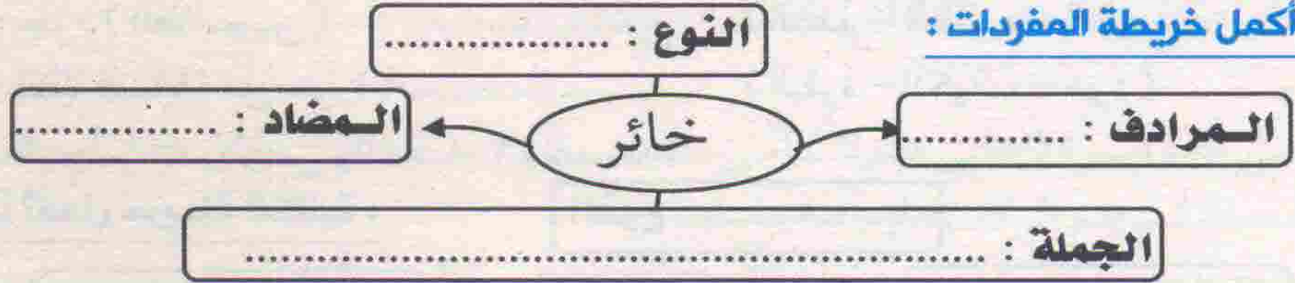 أكمل خريطة المفردات :
النوع : ..................
المرادف : .............
خائر
المضاد : ................
الجملة : ............................................................